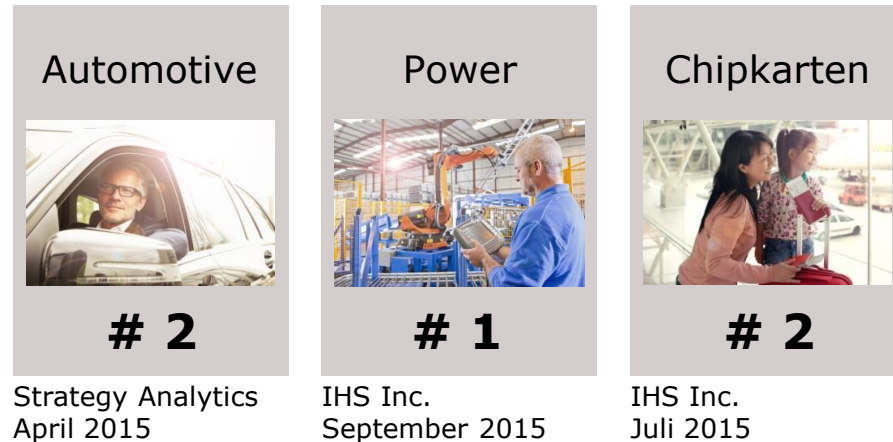 Automotive
# 2
Strategy Analytics
April 2015
Power
# 1
IHS Inc.
September 2015
Chipkarten
# 2
IHS Inc.
Juli 2015